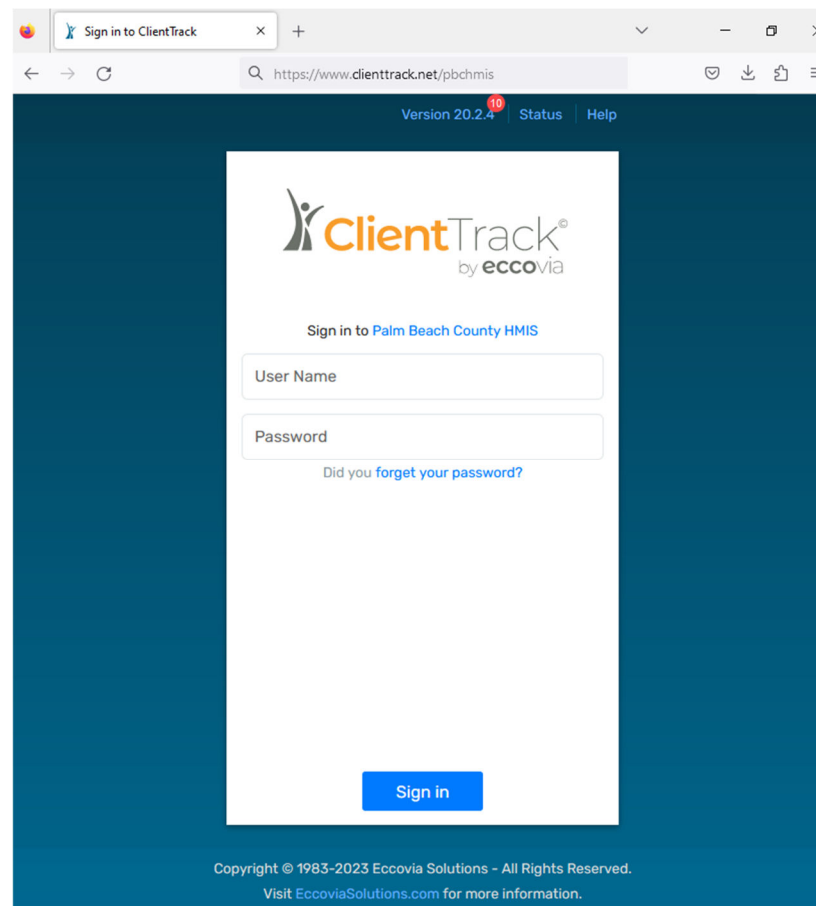 Sign in to ClientTrack
https://www.clienttrack.net/pbchmis
Version 20.2.4 10 Status Help
ClientTrack©
by eccovia
Sign in to Palm Beach County HMIS
User Name
Password
Did you forget your password?
Sign in
Copyright © 1983-2023 Eccovia Solutions - All Rights Reserved.
Visit EccoviaSolutions.com for more information.